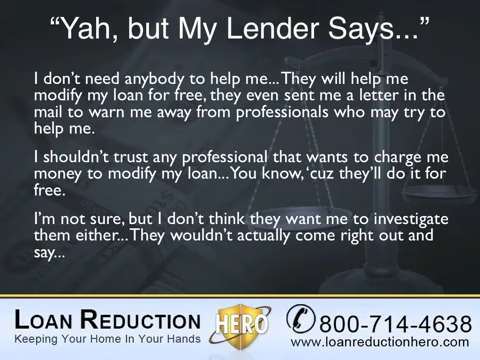 “Yah, but My Lender Says...”
I don’t need anybody to help me... They will help me
modify my loan for free, they even sent me a letter in the
mail to warn me away from professionals who may try to
help me.
I shouldn’t trust any professional that wants to charge me
money to modify my loan... You know, ‘cuz they’ll do it for
free.
I’m not sure, but I don’t think they want me to investigate
them either... They wouldn’t actually come right out and
say...
LOAN REDUCTION HERO 800-714-4638
Keeping Your Home In Your Hands www.loanreductionhero.com